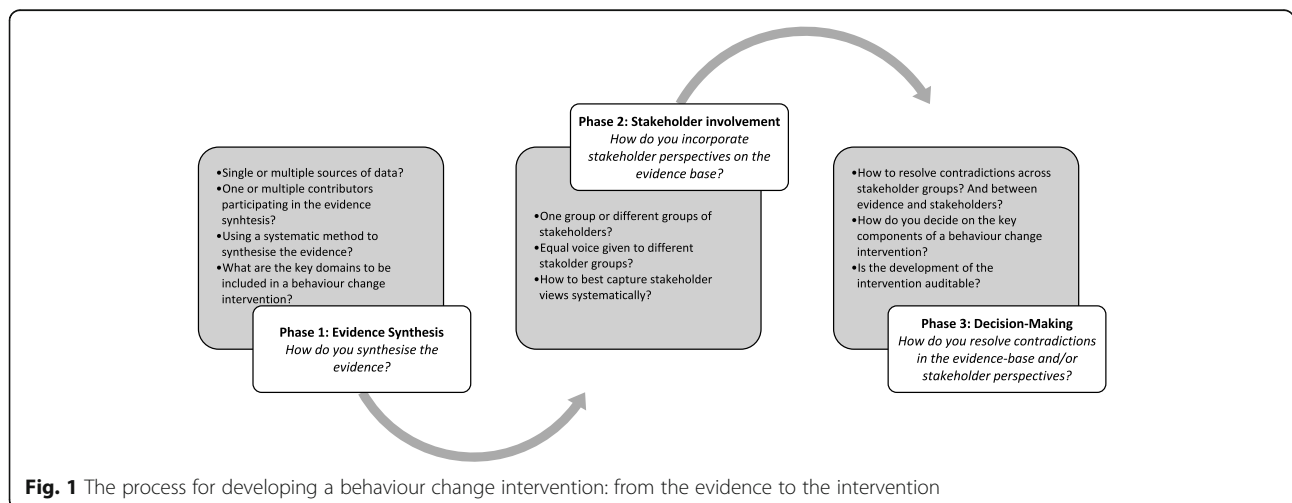 •Single or multiple sources of data?
•One or multiple contributors
participating in the evidence
synhtesis?
•Using a systematic method to
synthesise the evidence?
•What are the key domains to be
included in a behaviour change
intervention?
Phase 1: Evidence Synthesis
How do you synthesise the
evidence?
Phase 2: Stakeholder involvement
How do you incorporate
stakeholder perspectives on the
evidence base?
•One group or different groups of
stakeholders?
•Equal voice given to different
stakolder groups?
•How to best capture stakeholder
views systematically?
•How to resolve contradictions across
stakeholder groups? And between
evidence and stakeholders?
•How do you decide on the key
components of a behaviour change
intervention?
•Is the development of the
intervention auditable?
Phase 3: Decision-Making
How do you resolve contradictions
in the evidence-base and/or
stakeholder perspectives?
Fig. 1 The process for developing a behaviour change intervention: from the evidence to the intervention